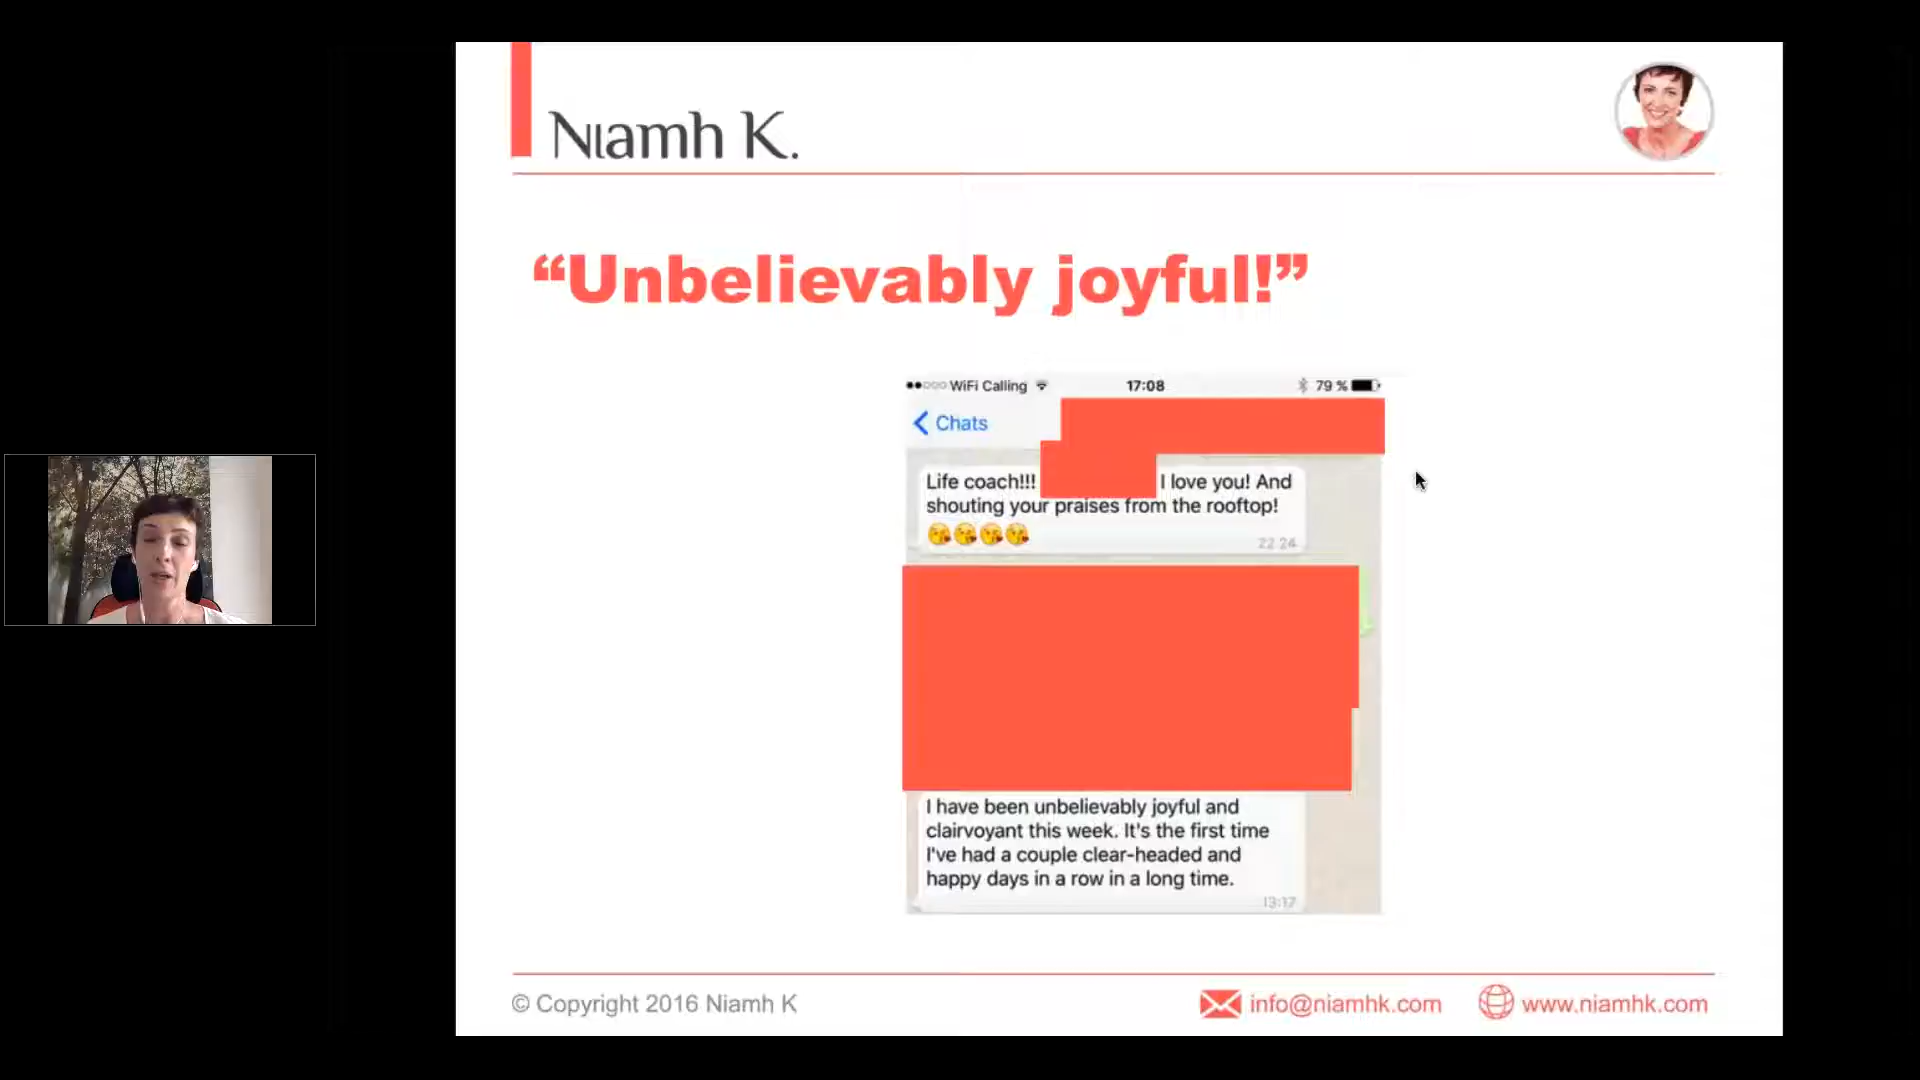 Niamh K.
“Unbelievably joyful!”
WiFi Calling 17:08 79 %
Chats
Life coach!!! I love you! And
shouting your praises from the rooftop!
22:24
I have been unbelievably joyful and
clairvoyant this week. It's the first time
I've had a couple clear-headed and
happy days in a row in a long time.
13:17
© Copyright 2016 Niamh K info@niamhk.com www.niamhk.com